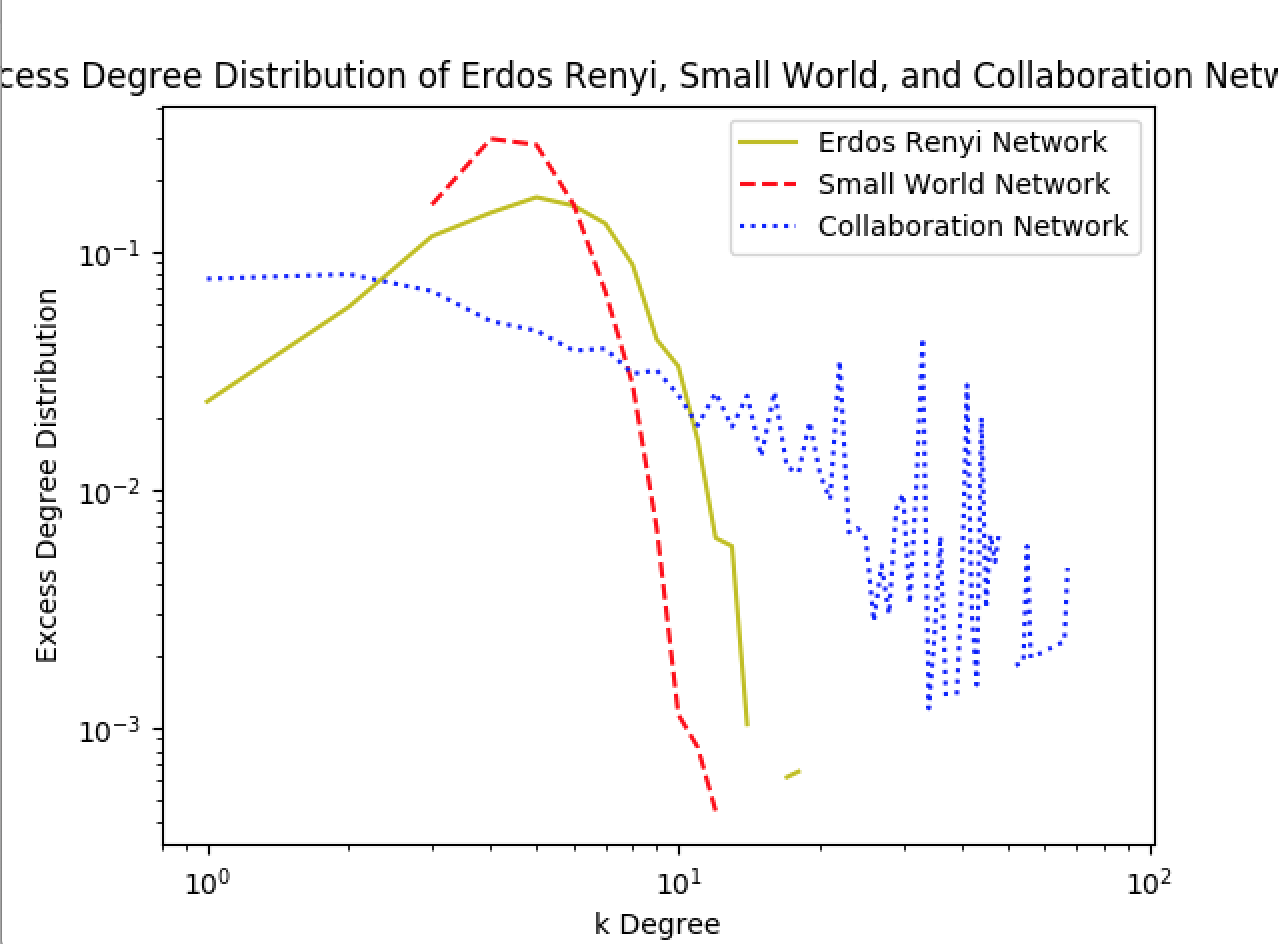 cess Degree Distribution of Erdos Renyi, Small World, and Collaboration Netw
Erdos Renyi Network
Small World Network
Collaboration Network
10⁻¹
10⁻²
10⁻³
Excess Degree Distribution
10⁰
10¹
10²
k Degree